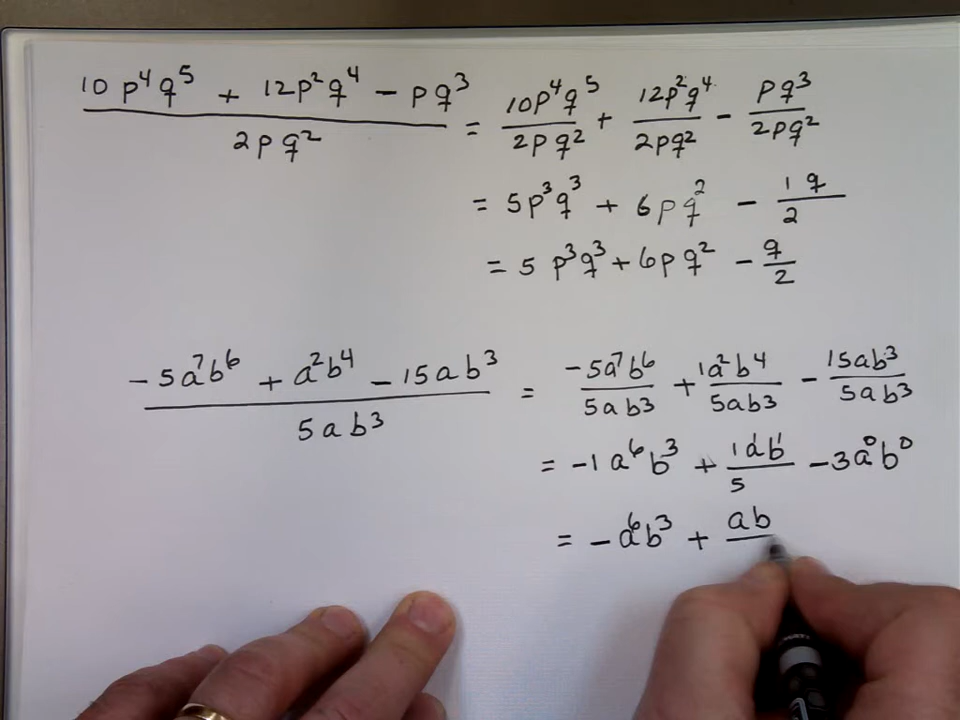 10p⁴q⁵ + 12p²q⁴ - pq³ / 2pq² = 10p⁴q⁵ / 2pq² + 12p²q⁴ / 2pq² - pq³ / 2pq²
= 5p³q³ + 6pq² - 1q / 2
= 5p³q³ + 6pq² - q / 2
-5a⁷b⁶ + a²b⁴ - 15ab³ / 5ab³ = -5a⁷b⁶ / 5ab³ + 1a²b⁴ / 5ab³ - 15ab³ / 5ab³
= -1a⁶b³ + 1a¹b¹ / 5 - 3a⁰b⁰
= -a⁶b³ + ab